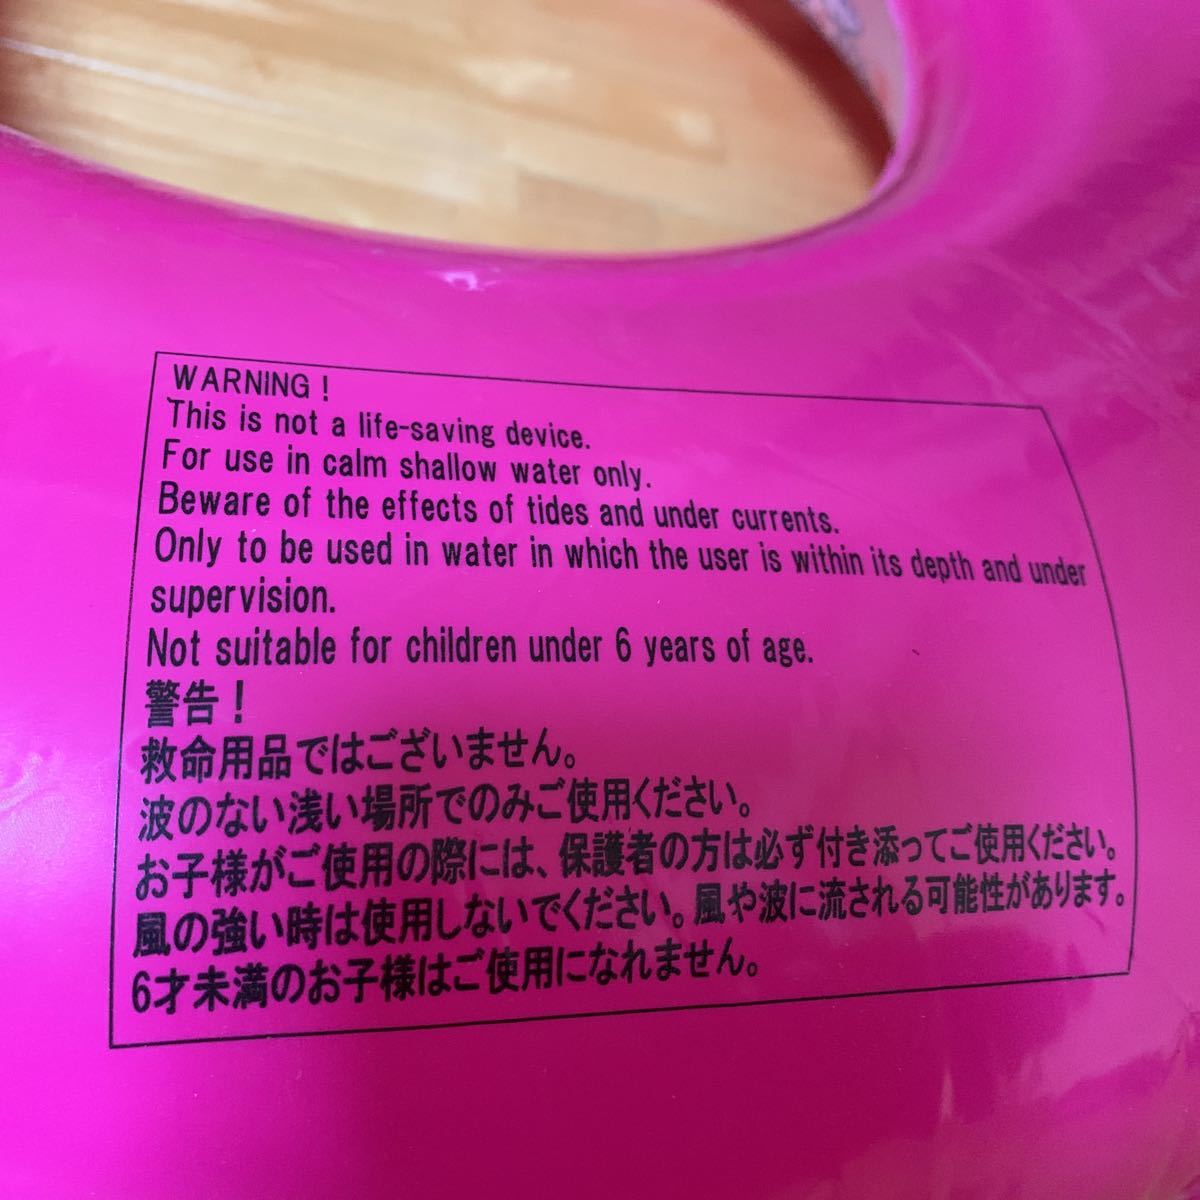 WARNING！
This is not a life-saving device.
For use in calm shallow water only.
Beware of the effects of tides and under currents.
Only to be used in water in which the user is within its depth and under
supervision.
Not suitable for children under 6 years of age.
警告！
救命用品ではございません。
波のない浅い場所でのみご使用ください。
お子様がご使用の際には、保護者の方は必ず付き添ってご使用ください。
風の強い時は使用しないでください。風や波に流される可能性があります。
6才未満のお子様はご使用になれません。